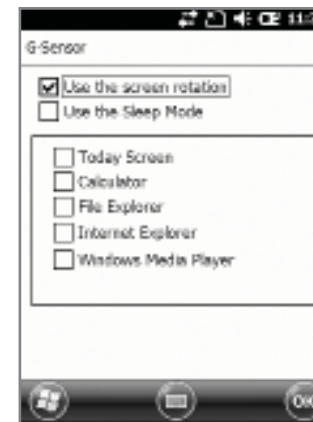 G-Sensor
Use the screen rotation
Use the Sleep Mode
Today Screen
Calculator
File Explorer
Internet Explorer
Windows Media Player
OK